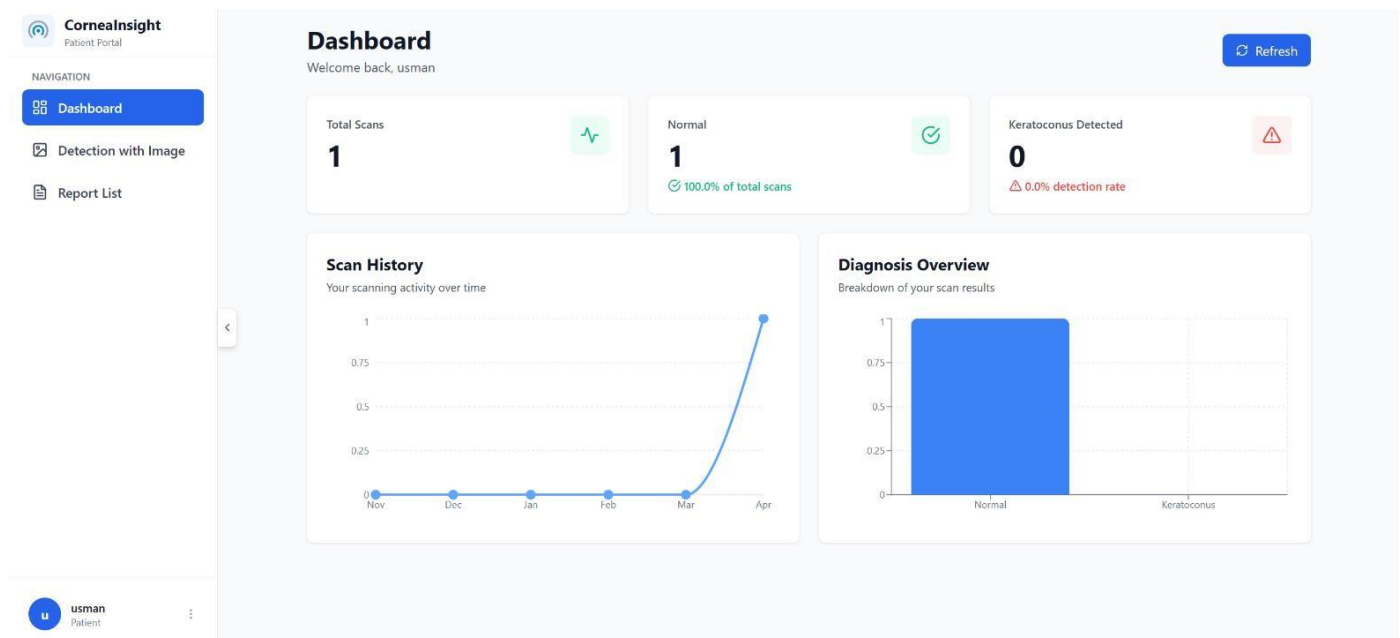 CorneaInsight
Patient Portal
NAVIGATION
Dashboard
Detection with Image
Report List
u
usman
Patient
Dashboard
Welcome back, usman
Refresh
Total Scans
1
Normal
1
100.0% of total scans
Keratoconus Detected
0
0.0% detection rate
Scan History
Your scanning activity over time
1
0.75
0.5
0.25
0
Nov Dec Jan Feb Mar Apr
Diagnosis Overview
Breakdown of your scan results
1
0.75
0.5
0.25
0
Normal Keratoconus